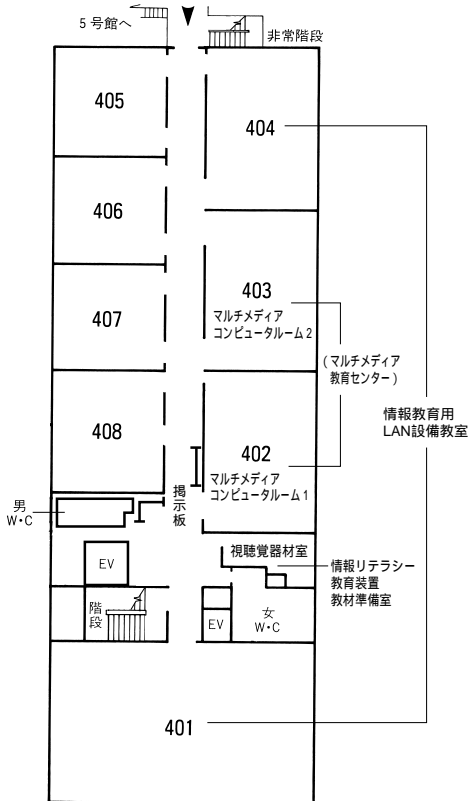 5号館へ
非常階段
405
404
406
403
マルチメディア
コンピュータルーム2
407
(マルチメディア
教育センター)
408
402
マルチメディア
コンピュータルーム1
情報教育用
LAN設備教室
男
W・C
掲示板
視聴覚器材室
情報リテラシー
教育装置
教材準備室
EV
階段
EV
女
W・C
401